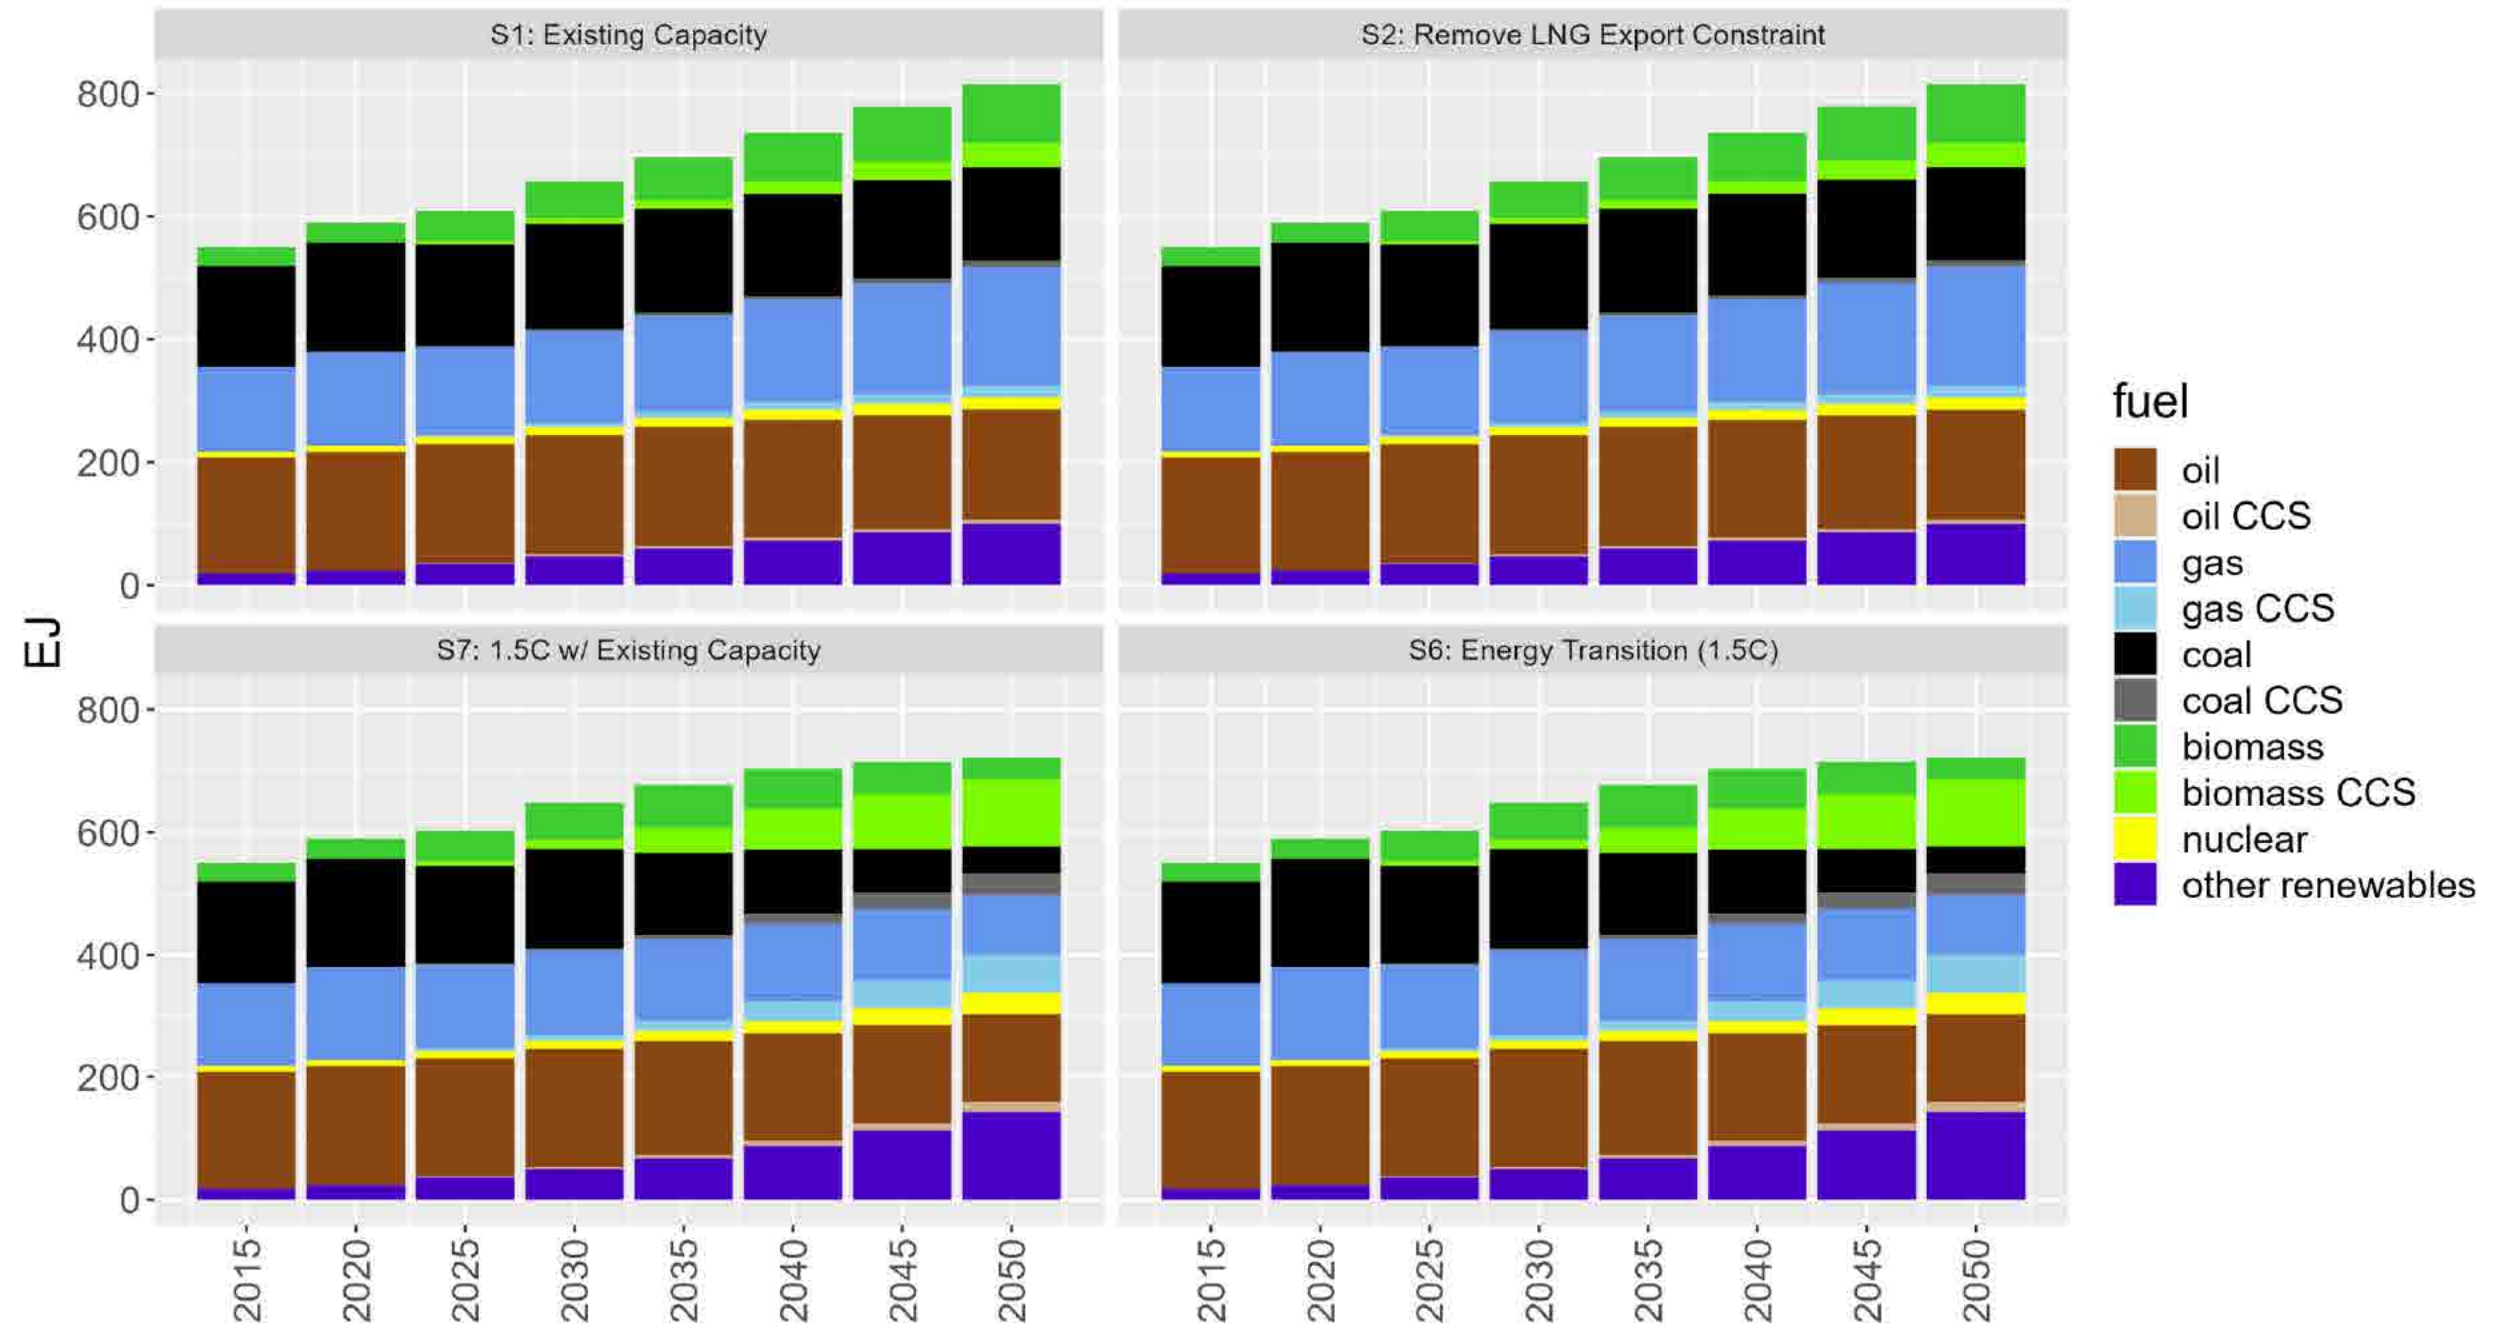 S1: Existing Capacity
S2: Remove LNG Export Constraint
800
600
400
200
0
EJ
S7: 1.5C w/ Existing Capacity
S6: Energy Transition (1.5C)
800
600
400
200
0
2015
2020
2025
2030
2035
2040
2045
2050
2015
2020
2025
2030
2035
2040
2045
2050
fuel
oil
oil CCS
gas
gas CCS
coal
coal CCS
biomass
biomass CCS
nuclear
other renewables